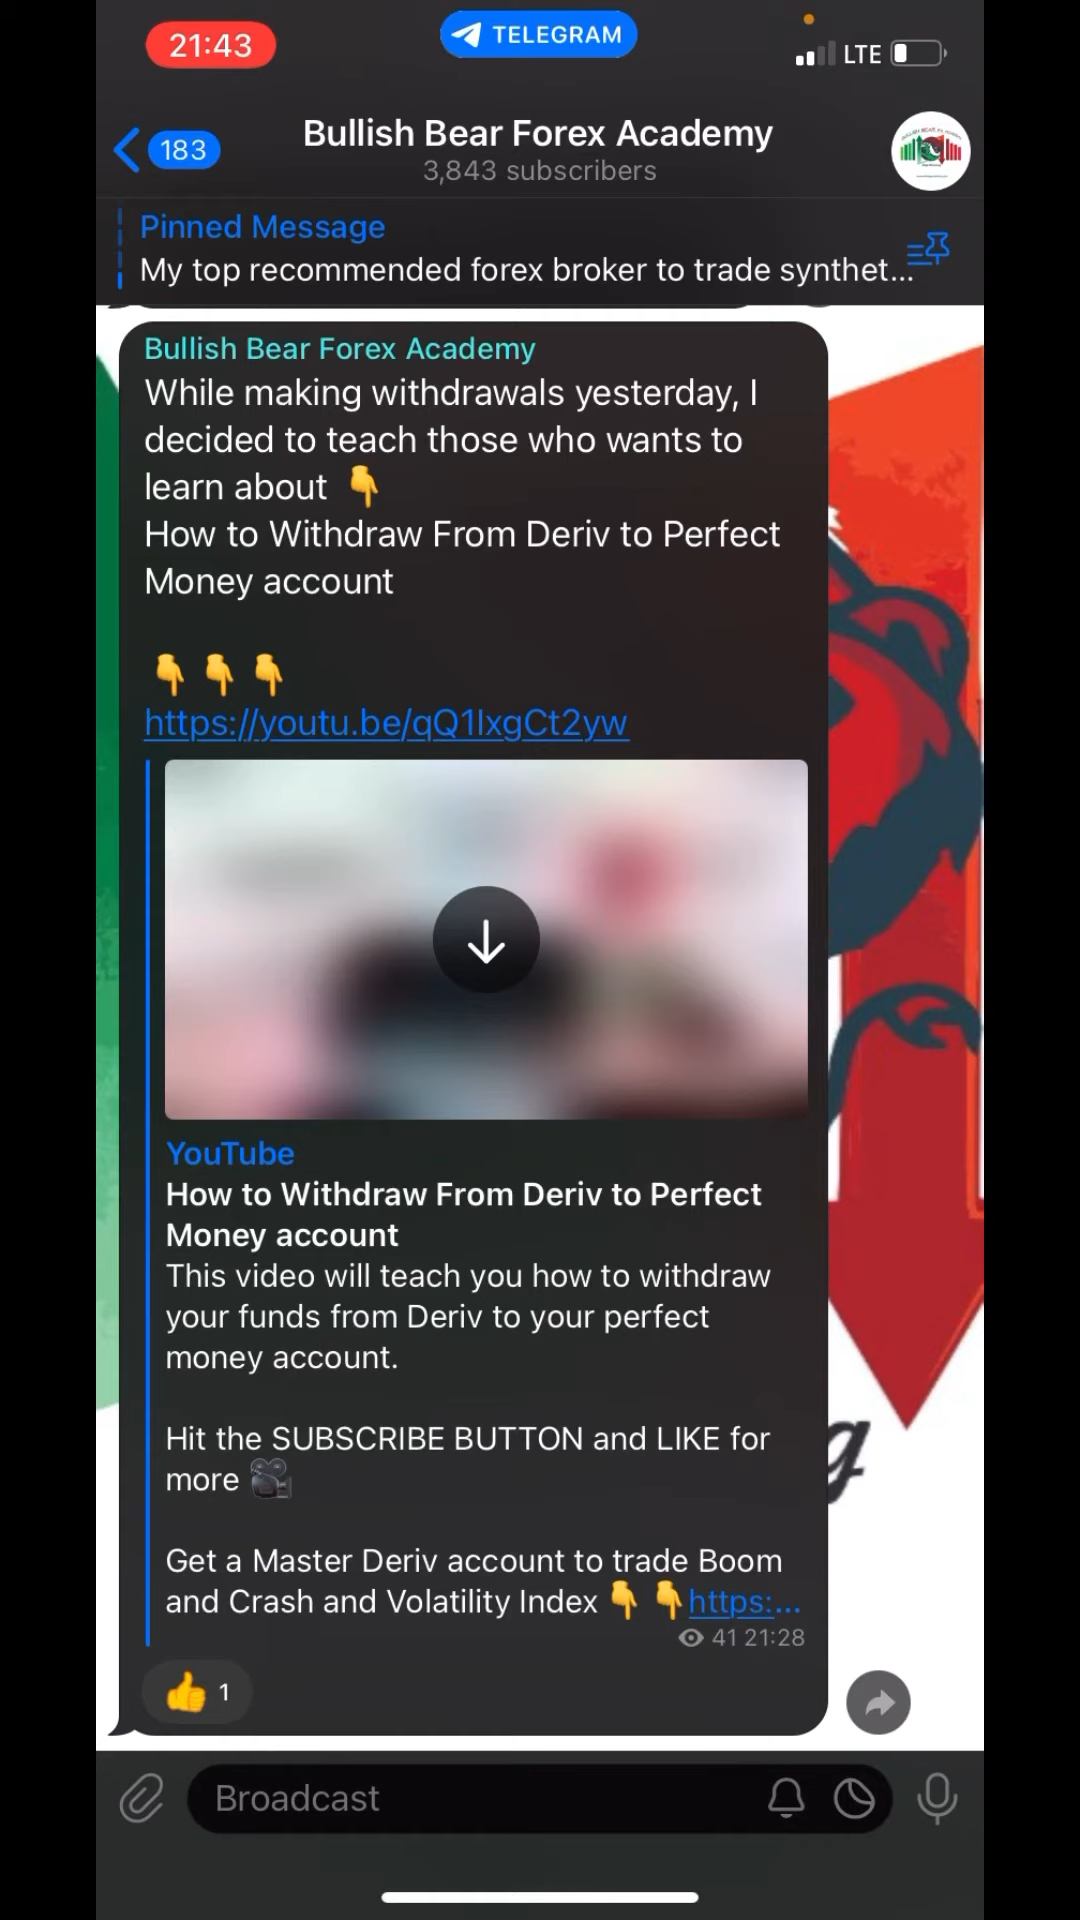 21:43
TELEGRAM
LTE
183
Bullish Bear Forex Academy
3,843 subscribers
Pinned Message
My top recommended forex broker to trade synthet...
Bullish Bear Forex Academy
While making withdrawals yesterday, I
decided to teach those who wants to
learn about 👇
How to Withdraw From Deriv to Perfect
Money account
👇👇👇
https://youtu.be/qQ1IxgCt2yw
YouTube
How to Withdraw From Deriv to Perfect
Money account
This video will teach you how to withdraw
your funds from Deriv to your perfect
money account.
Hit the SUBSCRIBE BUTTON and LIKE for
more 🎥
Get a Master Deriv account to trade Boom
and Crash and Volatility Index 👇👇https:...
41 21:28
👍 1
g
Broadcast